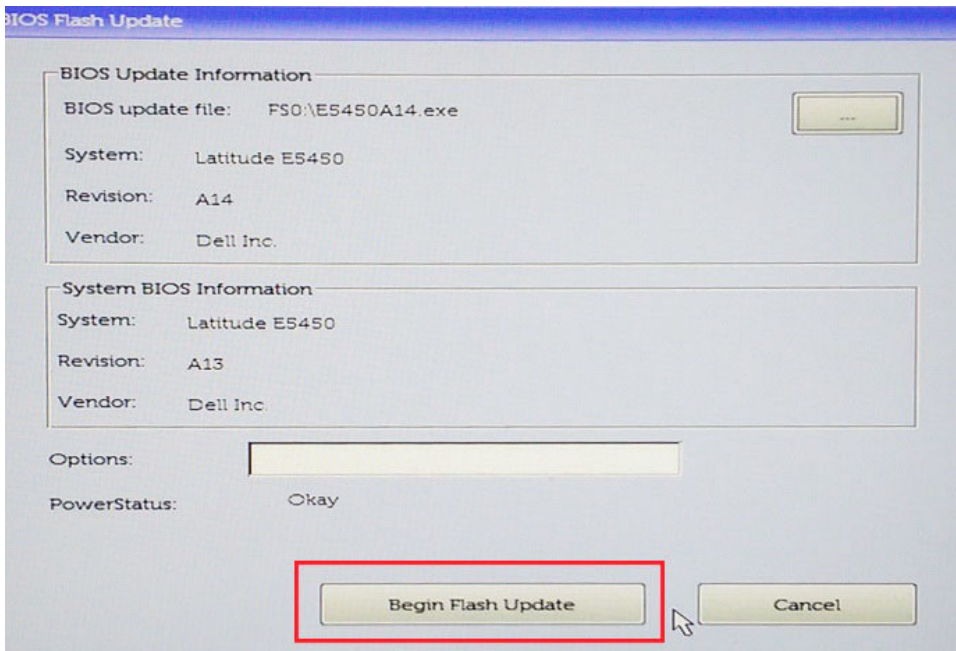 BIOS Flash Update
BIOS Update Information
BIOS update file: FS0:\E5450A14.exe
...
System: Latitude E5450
Revision: A14
Vendor: Dell Inc.
System BIOS Information
System: Latitude E5450
Revision: A13
Vendor: Dell Inc.
Options:
PowerStatus: Okay
Begin Flash Update
Cancel